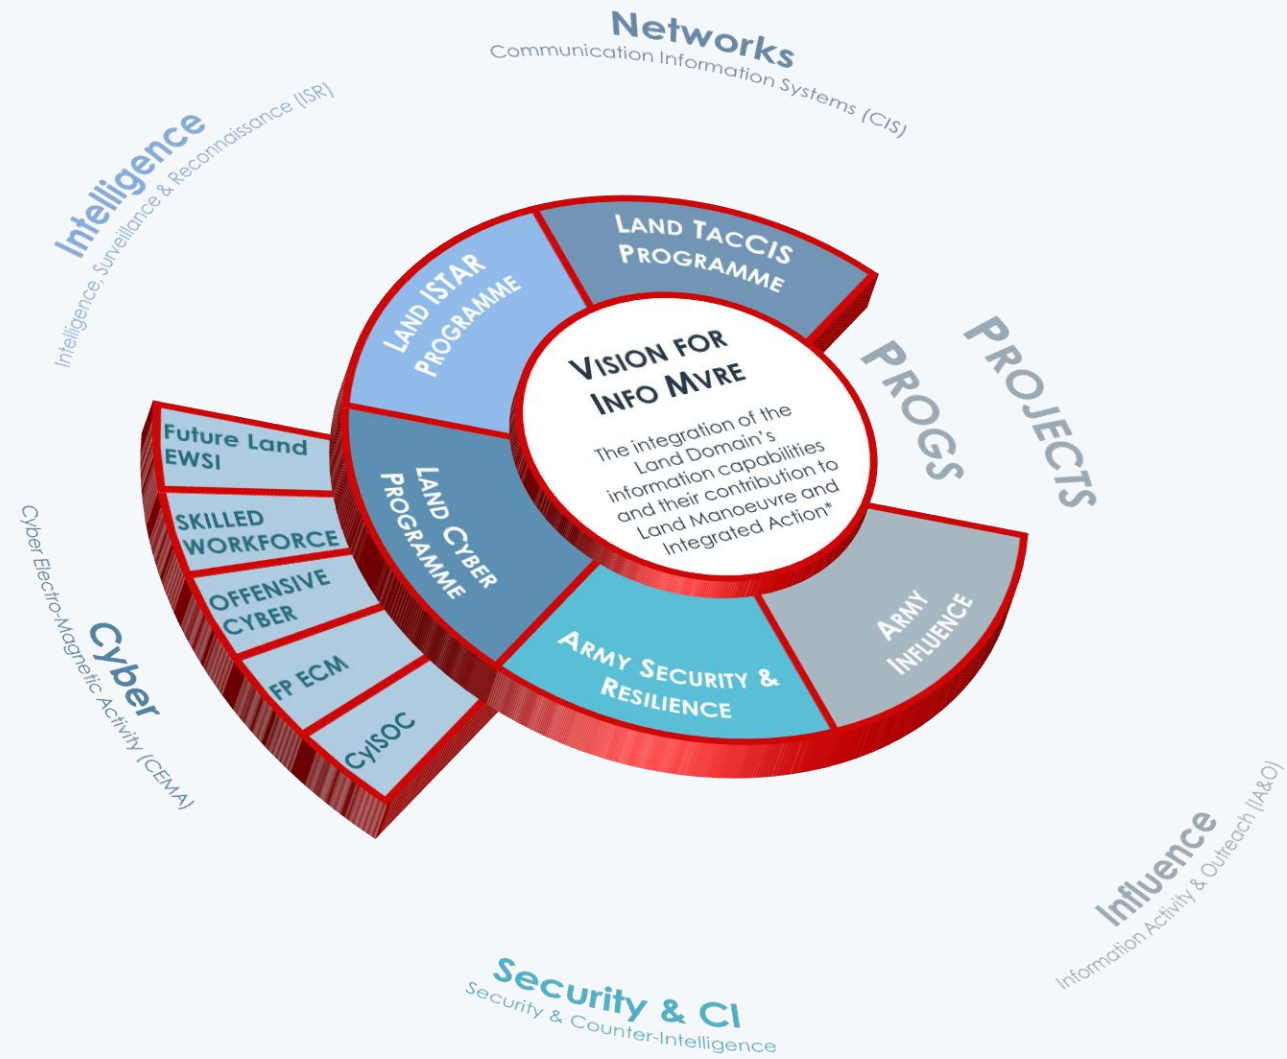 Networks
Communication Information Systems (CIS)
Intelligence
Intelligence, Surveillance & Reconnaissance (ISR)
LAND TACCIS
PROGRAMME
LAND ISTAR
PROGRAMME
VISION FOR
INFO MVRE
The integration of the
Land Domain's
information capabilities
and their contribution to
Land Manoeuvre and
Integrated Action*
PROGS
PROJECTS
LAND CYBER
PROGRAMME
Future Land
EWSI
SKILLED
WORKFORCE
OFFENSIVE
CYBER
FP ECM
CyISOC
Cyber
Cyber Electro-Magnetic Activity (CEMA)
ARMY SECURITY &
RESILIENCE
ARMY
INFLUENCE
Influence
Information Activity & Outreach (IA&O)
Security & CI
Security & Counter-Intelligence